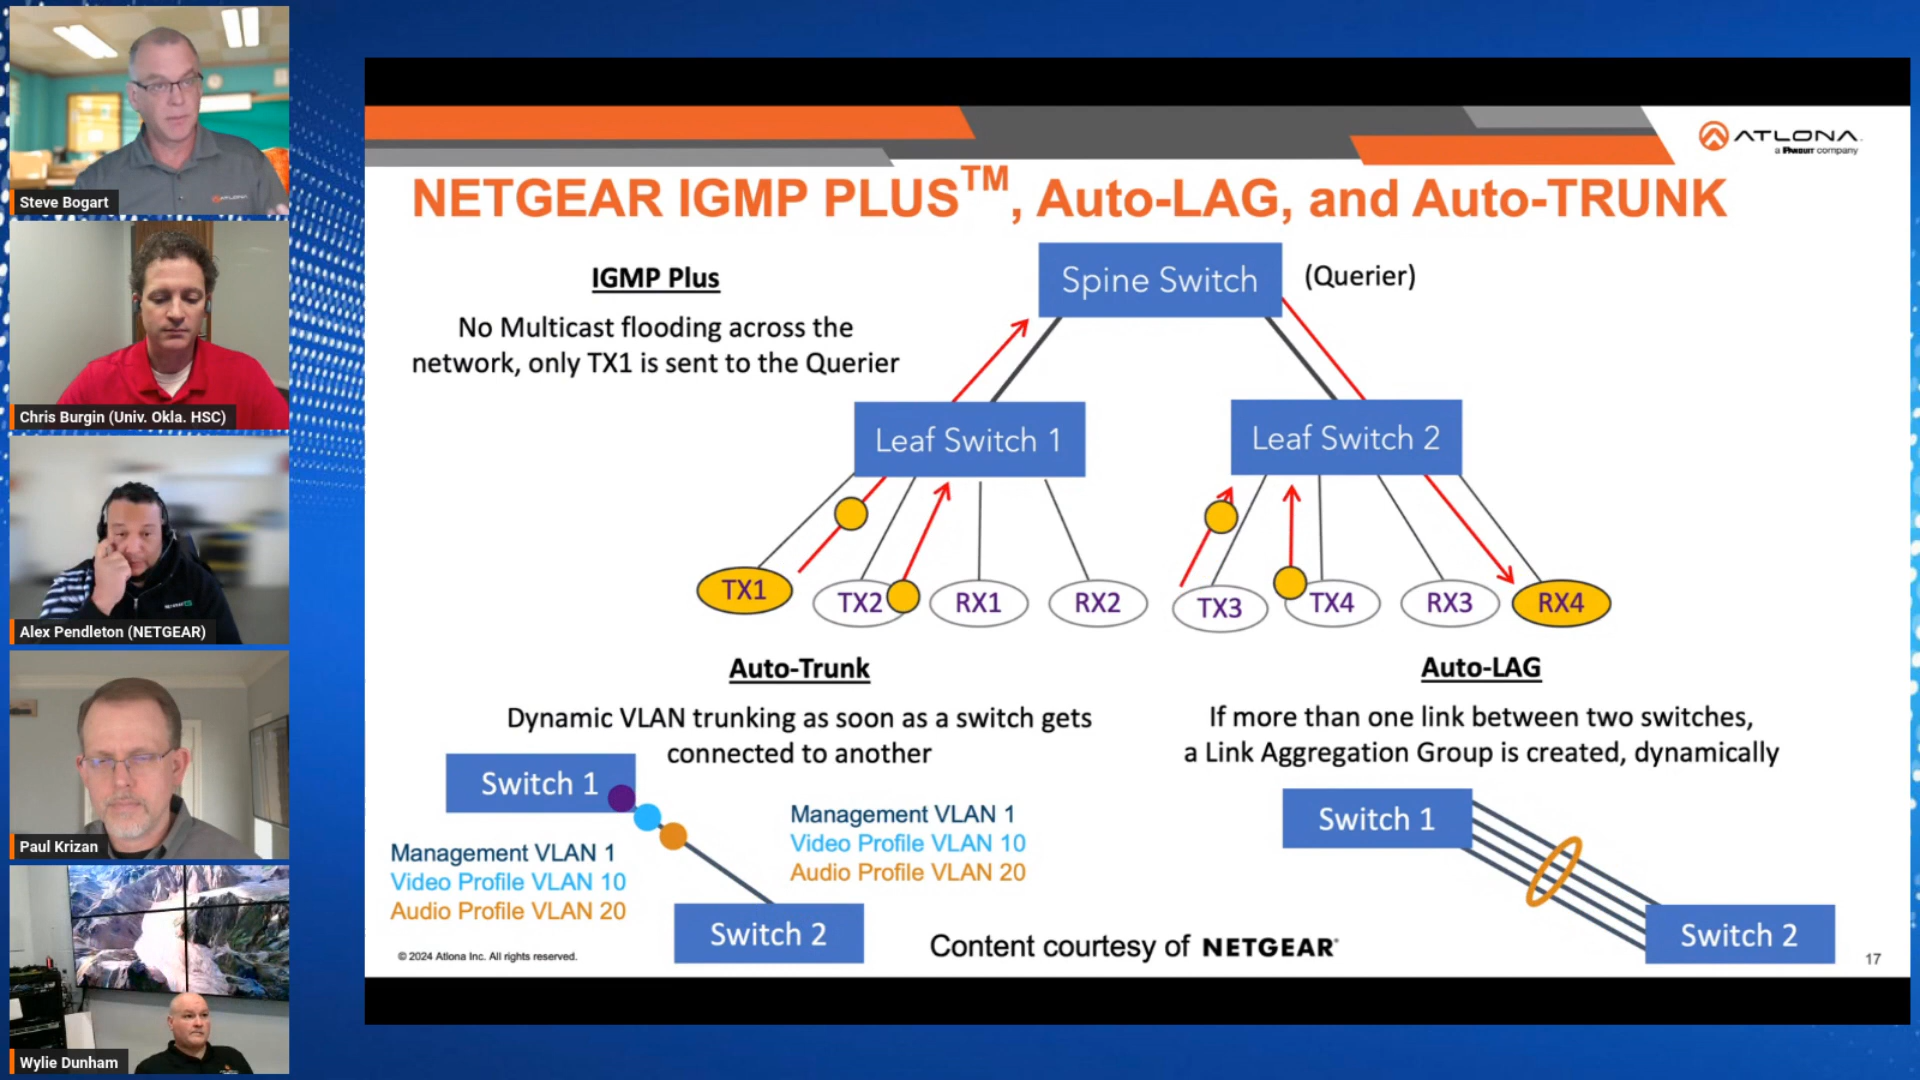 Steve Bogart
Chris Burgin (Univ. Okla. HSC)
Alex Pendleton (NETGEAR)
Paul Krizan
Wylie Dunham
ATLONA
a PANDUIT company
NETGEAR IGMP PLUS™, Auto-LAG, and Auto-TRUNK
IGMP Plus
No Multicast flooding across the
network, only TX1 is sent to the Querier
Spine Switch
(Querier)
Leaf Switch 1
Leaf Switch 2
TX1
TX2
RX1
RX2
TX3
TX4
RX3
RX4
Auto-Trunk
Dynamic VLAN trunking as soon as a switch gets
connected to another
Switch 1
Management VLAN 1
Video Profile VLAN 10
Audio Profile VLAN 20
Management VLAN 1
Video Profile VLAN 10
Audio Profile VLAN 20
Switch 2
Auto-LAG
If more than one link between two switches,
a Link Aggregation Group is created, dynamically
Switch 1
Switch 2
© 2024 Atlona Inc. All rights reserved.
Content courtesy of NETGEAR
17